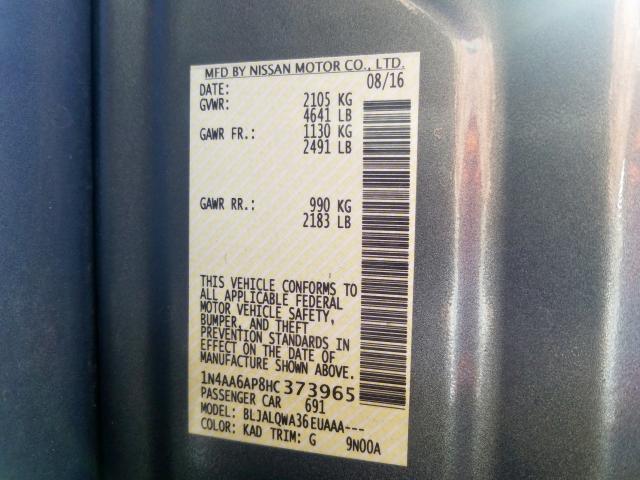 MFD BY NISSAN MOTOR CO., LTD.
DATE: 08/16
GVWR: 2105 KG
4641 LB
GAWR FR.: 1130 KG
2491 LB
GAWR RR.: 990 KG
2183 LB
THIS VEHICLE CONFORMS TO
ALL APPLICABLE FEDERAL
MOTOR VEHICLE SAFETY,
BUMPER, AND THEFT
PREVENTION STANDARDS IN
EFFECT ON THE DATE OF
MANUFACTURE SHOWN ABOVE.
1N4AA6AP8HC373965
PASSENGER CAR 691
MODEL: BLJALQWA36EUAAA---
COLOR: KAD TRIM: G 9N00A